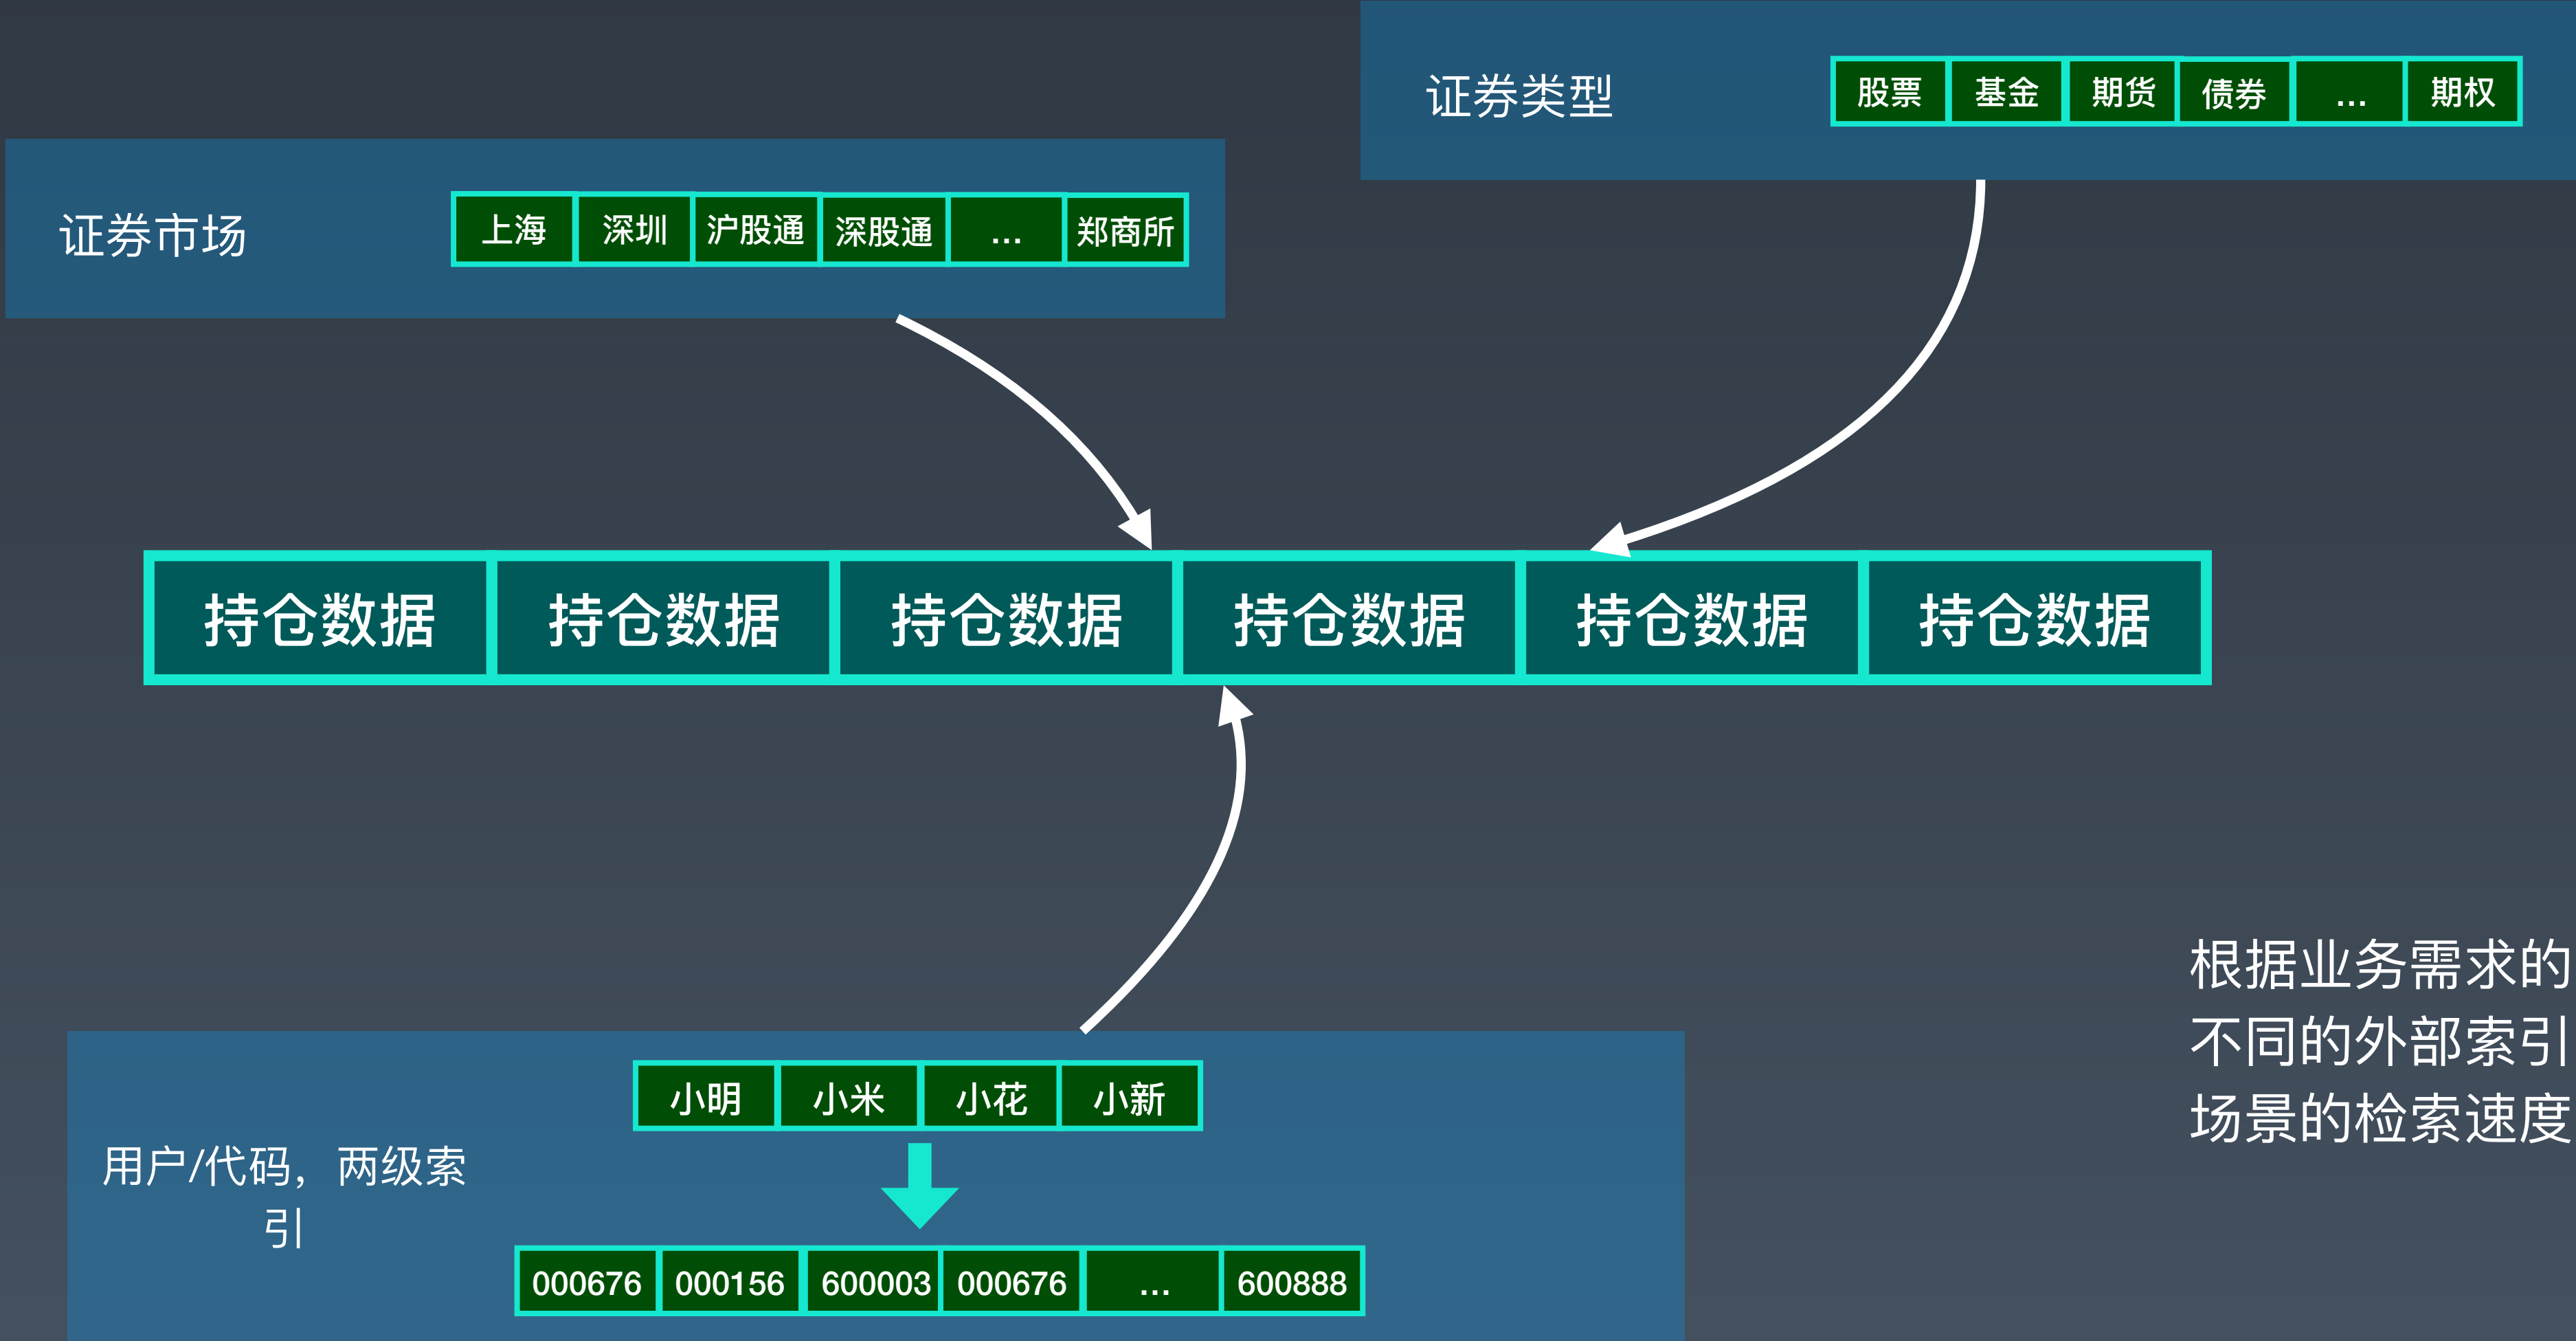 证券类型
股票 基金 期货 债券 ... 期权
证券市场
上海 深圳 沪股通 深股通 ... 郑商所
持仓数据 持仓数据 持仓数据 持仓数据 持仓数据 持仓数据
根据业务需求的
不同的外部索引
场景的检索速度
小明 小米 小花 小新
用户/代码，两级索
引
000676 000156 600003 000676 ... 600888